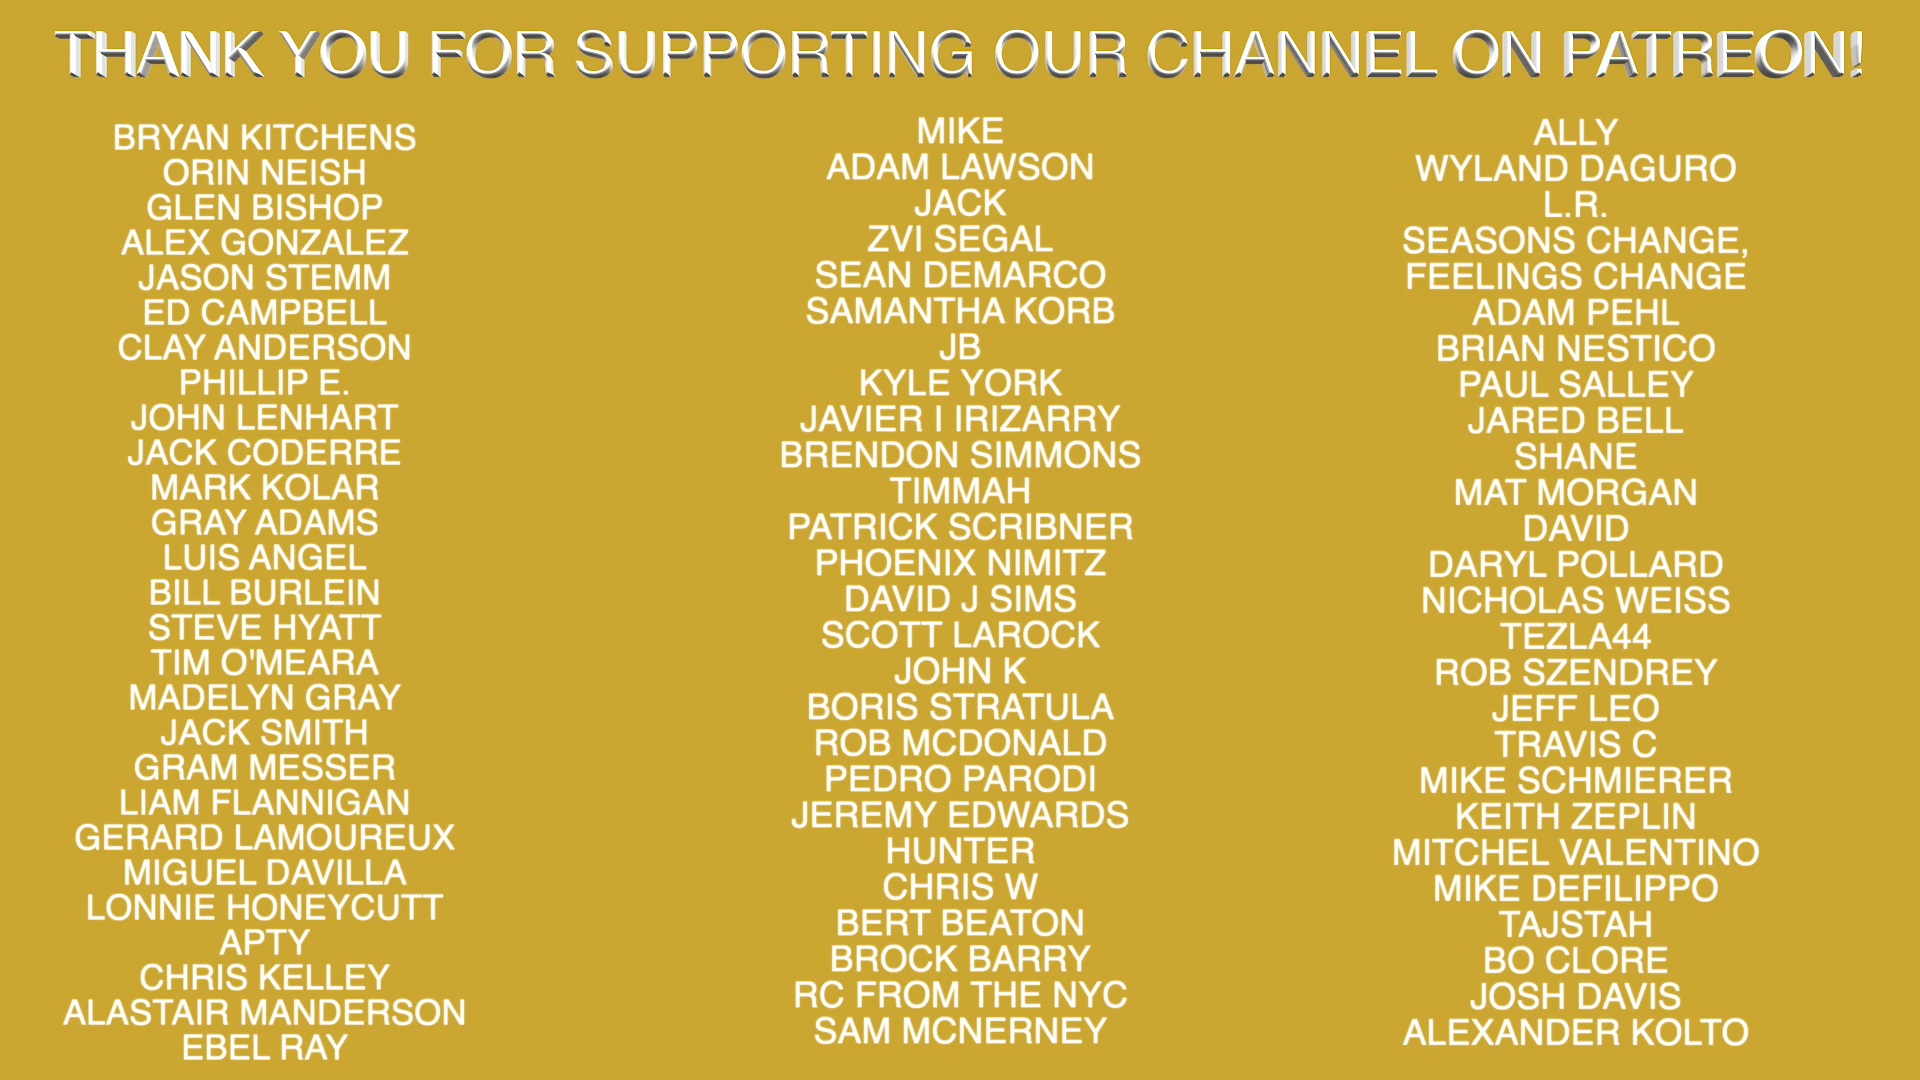 THANK YOU FOR SUPPORTING OUR CHANNEL ON PATREON!
BRYAN KITCHENS
ORIN NEISH
GLEN BISHOP
ALEX GONZALEZ
JASON STEMM
ED CAMPBELL
CLAY ANDERSON
PHILLIP E.
JOHN LENHART
JACK CODERRE
MARK KOLAR
GRAY ADAMS
LUIS ANGEL
BILL BURLEIN
STEVE HYATT
TIM O'MEARA
MADELYN GRAY
JACK SMITH
GRAM MESSER
LIAM FLANNIGAN
GERARD LAMOUREUX
MIGUEL DAVILLA
LONNIE HONEYCUTT
APTY
CHRIS KELLEY
ALASTAIR MANDERSON
EBEL RAY
MIKE
ADAM LAWSON
JACK
ZVI SEGAL
SEAN DEMARCO
SAMANTHA KORB
JB
KYLE YORK
JAVIER I IRIZARRY
BRENDON SIMMONS
TIMMAH
PATRICK SCRIBNER
PHOENIX NIMITZ
DAVID J SIMS
SCOTT LAROCK
JOHN K
BORIS STRATULA
ROB MCDONALD
PEDRO PARODI
JEREMY EDWARDS
HUNTER
CHRIS W
BERT BEATON
BROCK BARRY
RC FROM THE NYC
SAM MCNERNEY
ALLY
WYLAND DAGURO
L.R.
SEASONS CHANGE,
FEELINGS CHANGE
ADAM PEHL
BRIAN NESTICO
PAUL SALLEY
JARED BELL
SHANE
MAT MORGAN
DAVID
DARYL POLLARD
NICHOLAS WEISS
TEZLA44
ROB SZENDREY
JEFF LEO
TRAVIS C
MIKE SCHMIERER
KEITH ZEPLIN
MITCHEL VALENTINO
MIKE DEFILIPPO
TAJSTAH
BO CLORE
JOSH DAVIS
ALEXANDER KOLTO